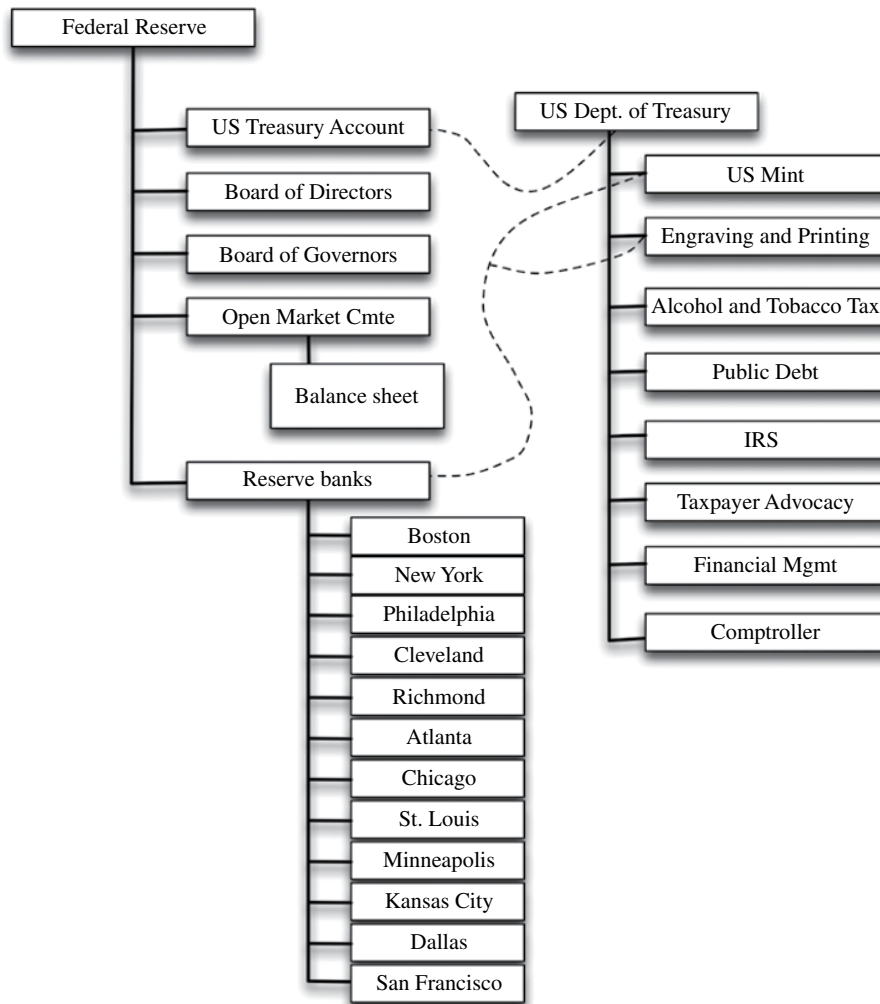 Federal Reserve
US Treasury Account
Board of Directors
Board of Governors
Open Market Cmte
Balance sheet
Reserve banks
Boston
New York
Philadelphia
Cleveland
Richmond
Atlanta
Chicago
St. Louis
Minneapolis
Kansas City
Dallas
San Francisco
US Dept. of Treasury
US Mint
Engraving and Printing
Alcohol and Tobacco Tax
Public Debt
IRS
Taxpayer Advocacy
Financial Mgmt
Comptroller